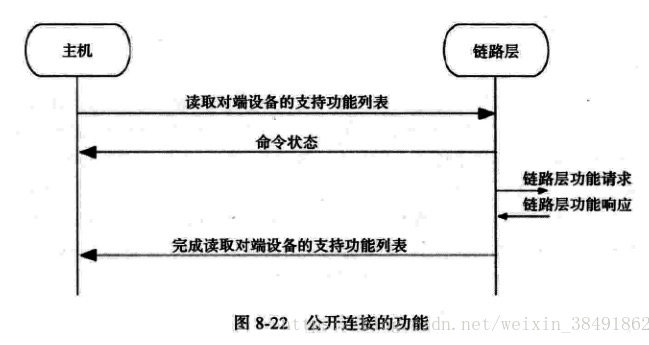 主机
链路层
读取对端设备的支持功能列表
命令状态
链路层功能请求
链路层功能响应
完成读取对端设备的支持功能列表
图 8-22 公开连接的功能
dn.net/weixin_38491862